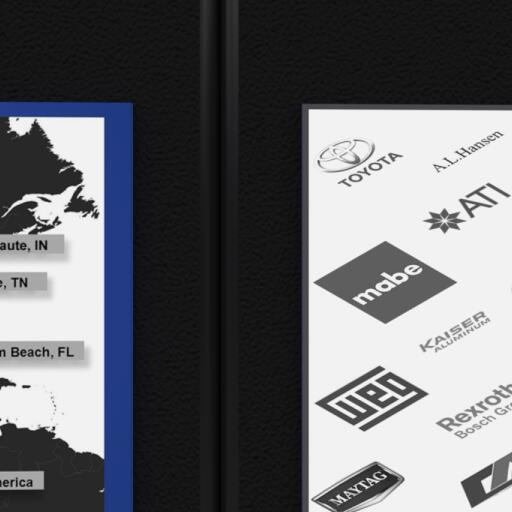 aute, IN
e, TN
m Beach, FL
merica
TOYOTA
A.L.Hansen
ATI
mabe
KAISER
ALUMINUM
WEG
Rexroth
Bosch Gro
MAYTAG